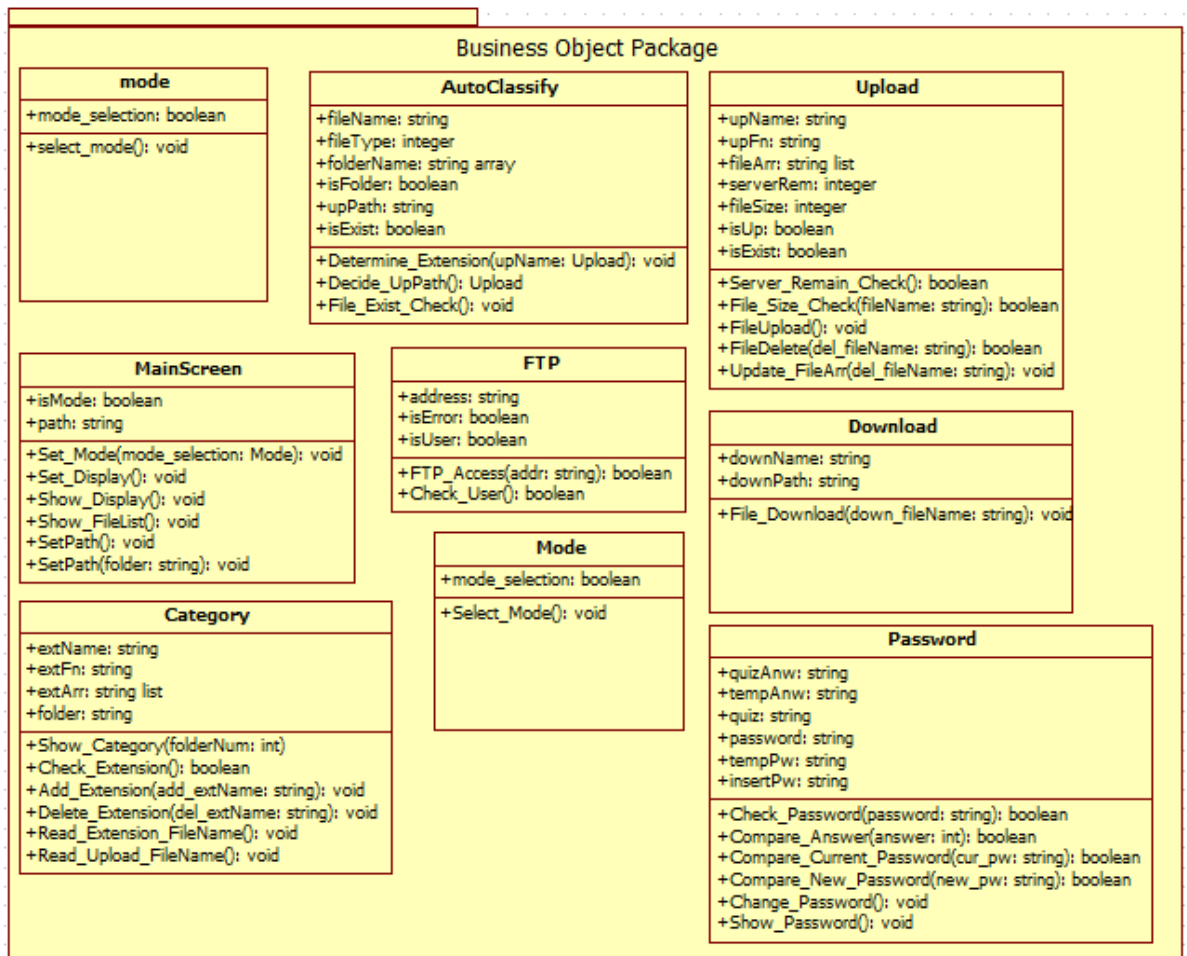 Business Object Package
mode
+mode_selection: boolean
+select_mode(): void
AutoClassify
+fileName: string
+fileType: integer
+folderName: string array
+isFolder: boolean
+upPath: string
+isExist: boolean
+Determine_Extension(upName: Upload): void
+Decide_UpPath(): Upload
+File_Exist_Check(): void
Upload
+upName: string
+upFn: string
+fileArr: string list
+serverRem: integer
+fileSize: integer
+isUp: boolean
+isExist: boolean
+Server_Remain_Check(): boolean
+File_Size_Check(fileName: string): boolean
+FileUpload(): void
+FileDelete(del_fileName: string): boolean
+Update_FileArr(del_fileName: string): void
MainScreen
+isMode: boolean
+path: string
+Set_Mode(mode_selection: Mode): void
+Set_Display(): void
+Show_Display(): void
+Show_FileList(): void
+SetPath(): void
+SetPath(folder: string): void
FTP
+address: string
+isError: boolean
+isUser: boolean
+FTP_Access(addr: string): boolean
+Check_User(): boolean
Download
+downName: string
+downPath: string
+File_Download(down_fileName: string): void
Mode
+mode_selection: boolean
+Select_Mode(): void
Category
+extName: string
+extFn: string
+extArr: string list
+folder: string
+Show_Category(folderNum: int)
+Check_Extension(): boolean
+Add_Extension(add_extName: string): void
+Delete_Extension(del_extName: string): void
+Read_Extension_FileName(): void
+Read_Upload_FileName(): void
Password
+quizAnw: string
+tempAnw: string
+quiz: string
+password: string
+tempPw: string
+insertPw: string
+Check_Password(password: string): boolean
+Compare_Answer(answer: int): boolean
+Compare_Current_Password(cur_pw: string): boolean
+Compare_New_Password(new_pw: string): boolean
+Change_Password(): void
+Show_Password(): void